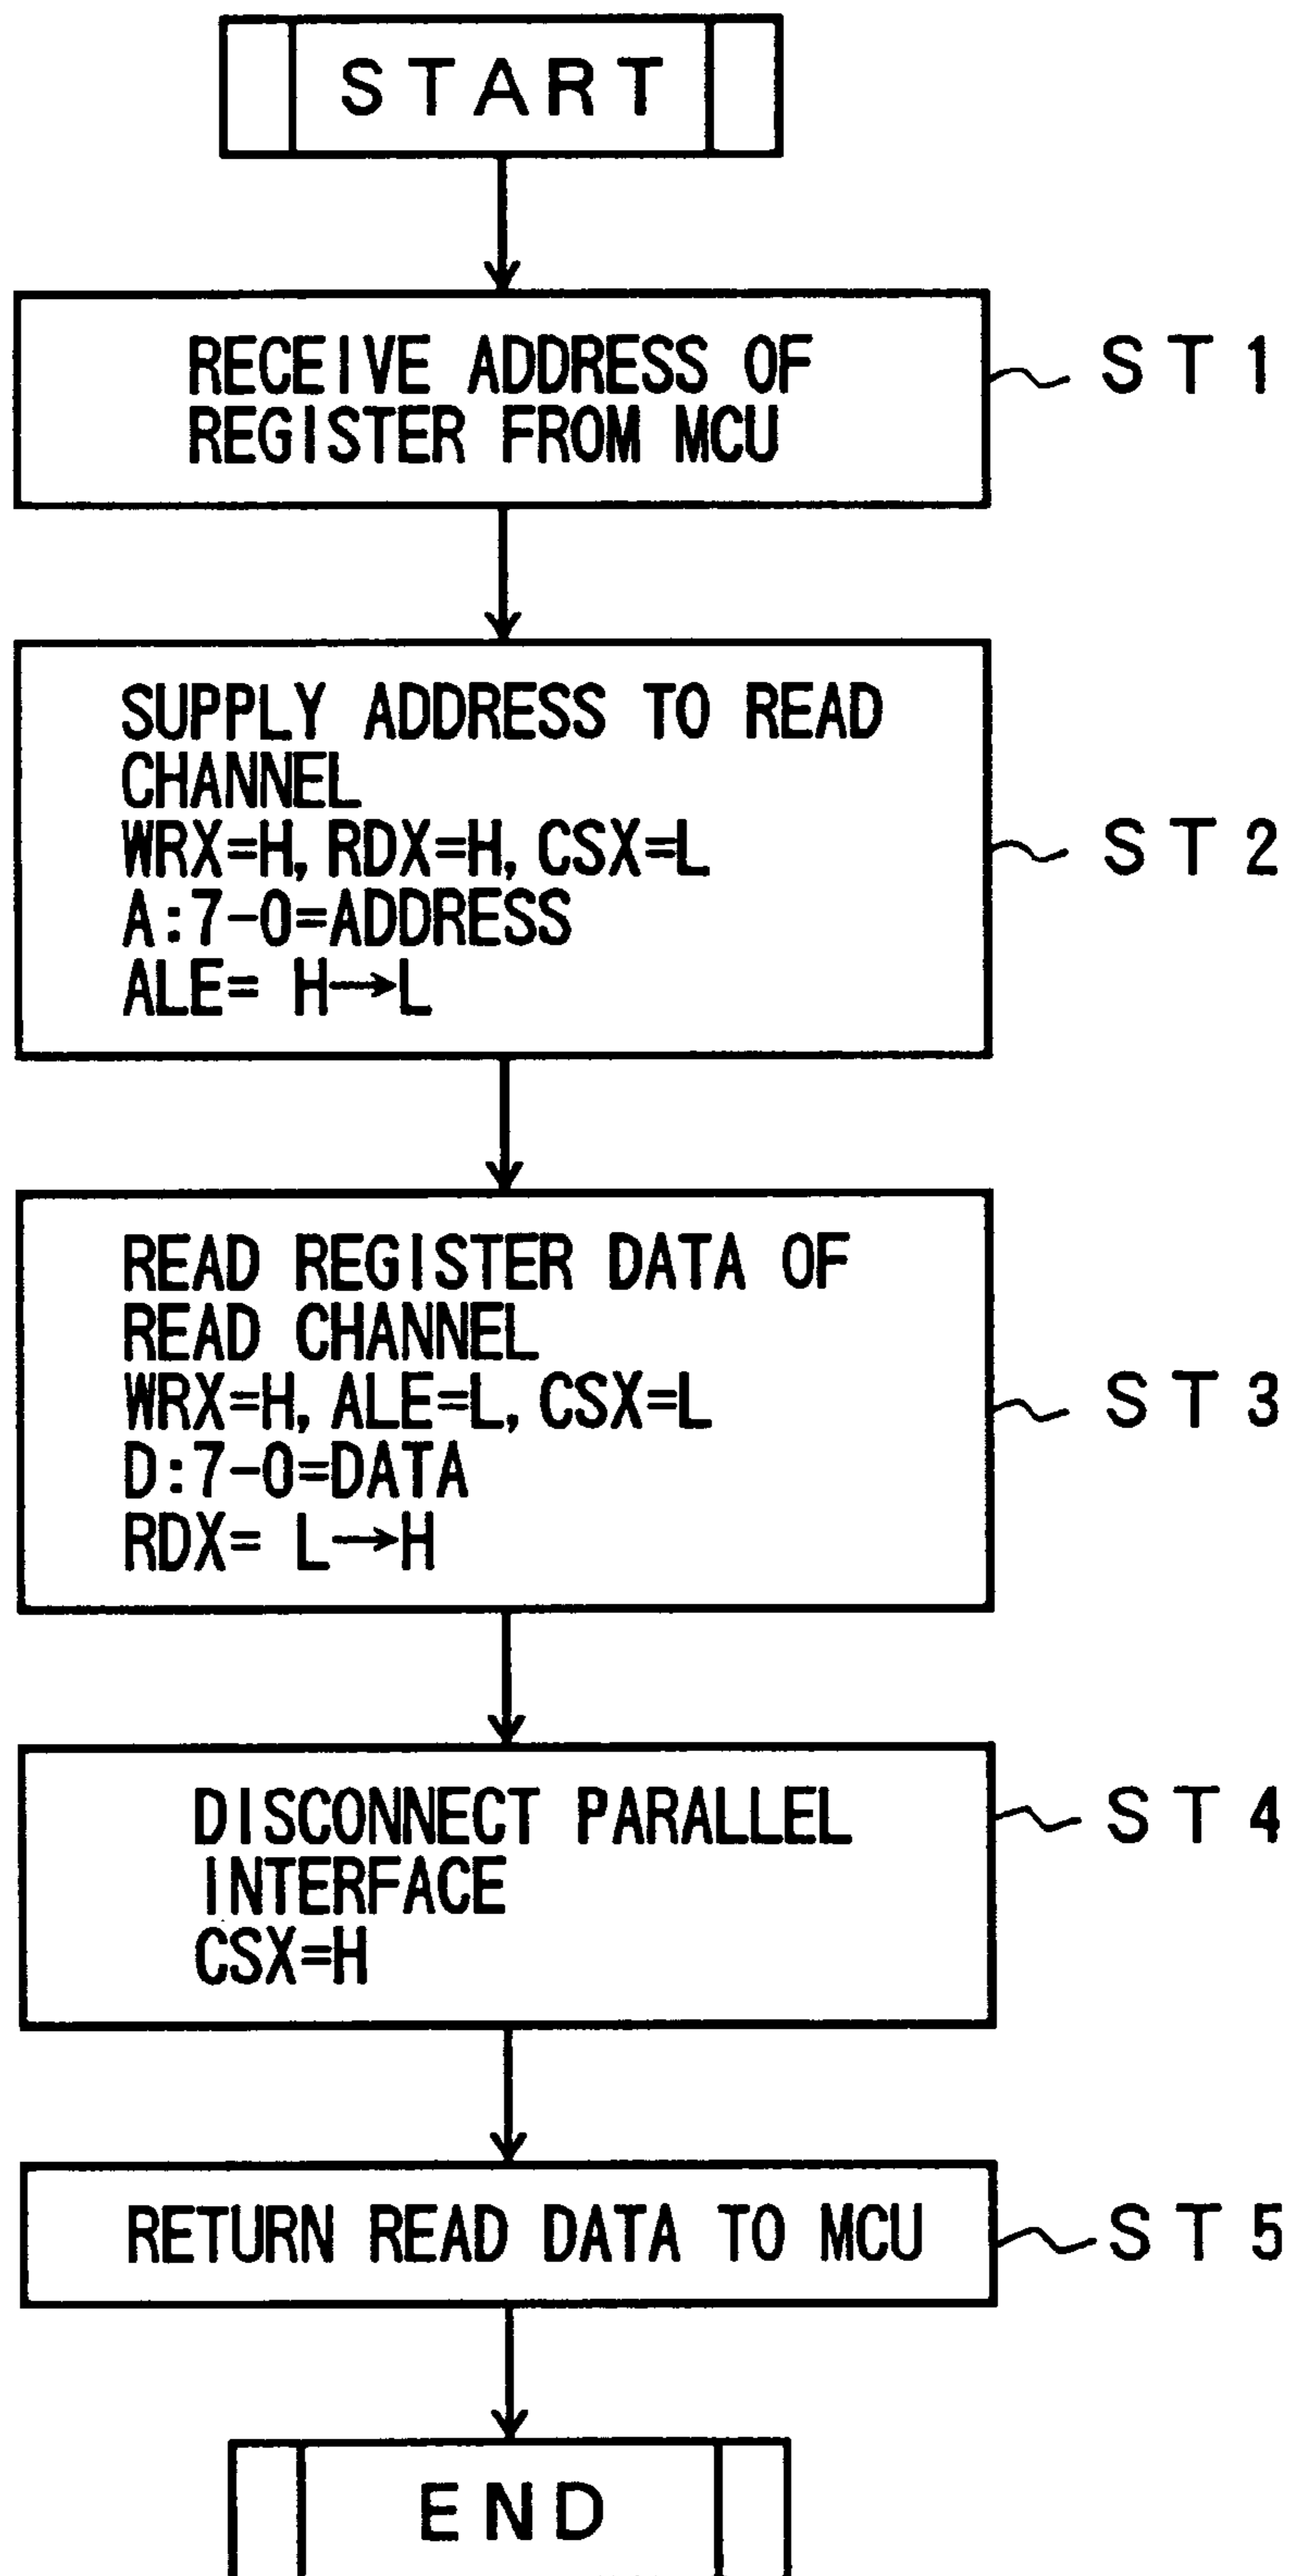 START
RECEIVE ADDRESS OF
REGISTER FROM MCU
ST1
SUPPLY ADDRESS TO READ
CHANNEL
WRX=H, RDX=H, CSX=L
A:7-0=ADDRESS
ALE= H→L
ST2
READ REGISTER DATA OF
READ CHANNEL
WRX=H, ALE=L, CSX=L
D:7-0=DATA
RDX= L→H
ST3
DISCONNECT PARALLEL
INTERFACE
CSX=H
ST4
RETURN READ DATA TO MCU
ST5
END